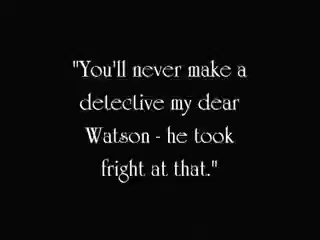 "You'll never make a
detective my dear
Watson - he took
fright at that."